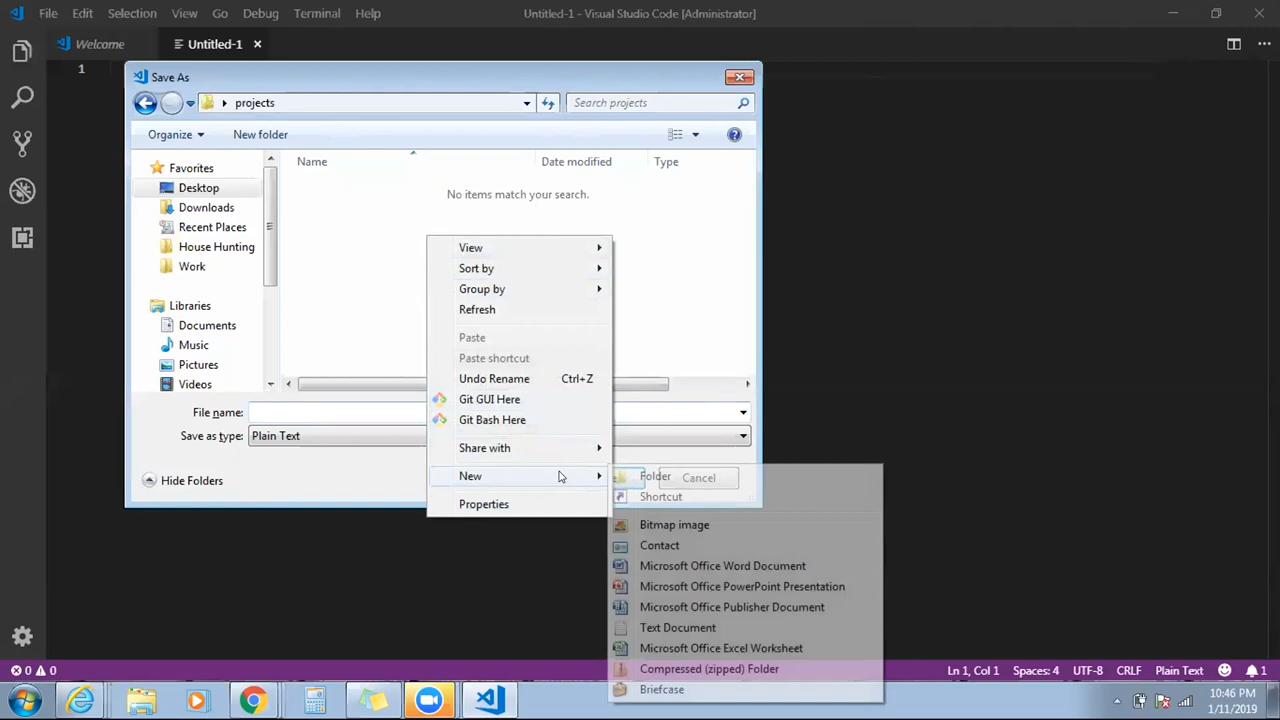 File Edit Selection View Go Debug Terminal Help Untitled-1 - Visual Studio Code [Administrator]
Welcome Untitled-1
1
Save As
projects Search projects
Organize New folder
Name Date modified Type
No items match your search.
Favorites
Desktop
Downloads
Recent Places
House Hunting
Work
Libraries
Documents
Music
Pictures
Videos
File name:
Save as type: Plain Text
Hide Folders
Cancel
View
Sort by
Group by
Refresh
Paste
Paste shortcut
Undo Rename Ctrl+Z
Git GUI Here
Git Bash Here
Share with
New
Properties
Folder
Shortcut
Bitmap image
Contact
Microsoft Office Word Document
Microsoft Office PowerPoint Presentation
Microsoft Office Publisher Document
Text Document
Microsoft Office Excel Worksheet
Compressed (zipped) Folder
Briefcase
0 0 Ln 1, Col 1 Spaces: 4 UTF-8 CRLF Plain Text 1
10:46 PM
1/11/2019